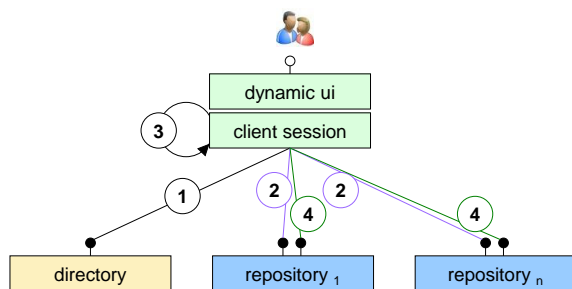 dynamic ui
client session
3
1
2
2
4
4
directory
repository 1
repository n